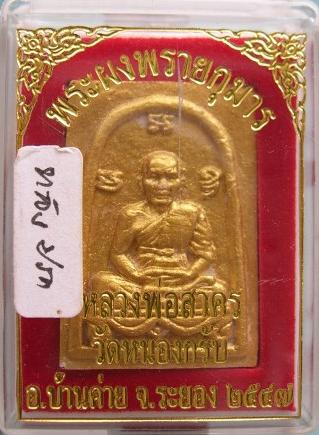 พระผงพรายกุมาร
หลวงพ่อสาคร
วัดหนองกรับ
อ.บ้านค่าย จ.ระยอง ๒๕๔๗